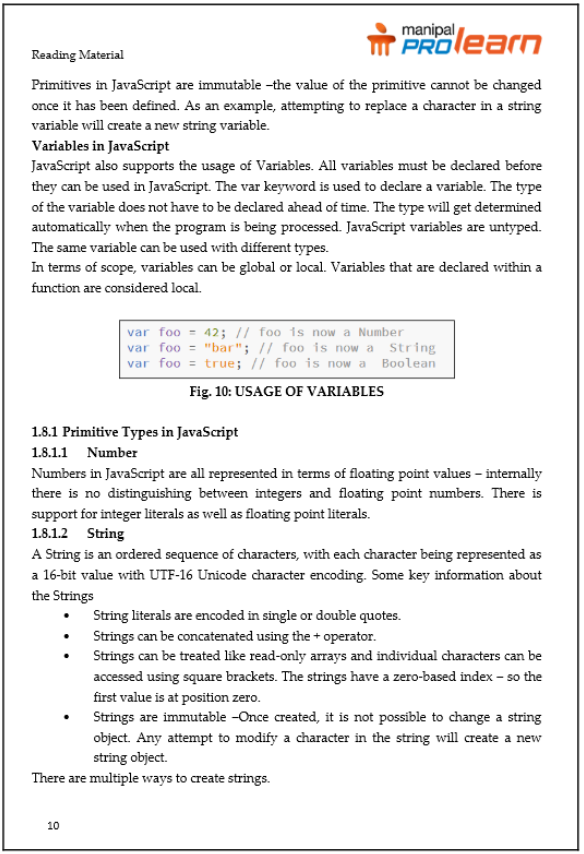 manipal
PROlearn
Reading Material
Primitives in JavaScript are immutable –the value of the primitive cannot be changed
once it has been defined. As an example, attempting to replace a character in a string
variable will create a new string variable.
Variables in JavaScript
JavaScript also supports the usage of Variables. All variables must be declared before
they can be used in JavaScript. The var keyword is used to declare a variable. The type
of the variable does not have to be declared ahead of time. The type will get determined
automatically when the program is being processed. JavaScript variables are untyped.
The same variable can be used with different types.
In terms of scope, variables can be global or local. Variables that are declared within a
function are considered local.
var foo = 42; // foo is now a Number
var foo = "bar"; // foo is now a String
var foo = true; // foo is now a Boolean
Fig. 10: USAGE OF VARIABLES
1.8.1 Primitive Types in JavaScript
1.8.1.1 Number
Numbers in JavaScript are all represented in terms of floating point values – internally
there is no distinguishing between integers and floating point numbers. There is
support for integer literals as well as floating point literals.
1.8.1.2 String
A String is an ordered sequence of characters, with each character being represented as
a 16-bit value with UTF-16 Unicode character encoding. Some key information about
the Strings
• String literals are encoded in single or double quotes.
• Strings can be concatenated using the + operator.
• Strings can be treated like read-only arrays and individual characters can be
accessed using square brackets. The strings have a zero-based index – so the
first value is at position zero.
• Strings are immutable –Once created, it is not possible to change a string
object. Any attempt to modify a character in the string will create a new
string object.
There are multiple ways to create strings.
10